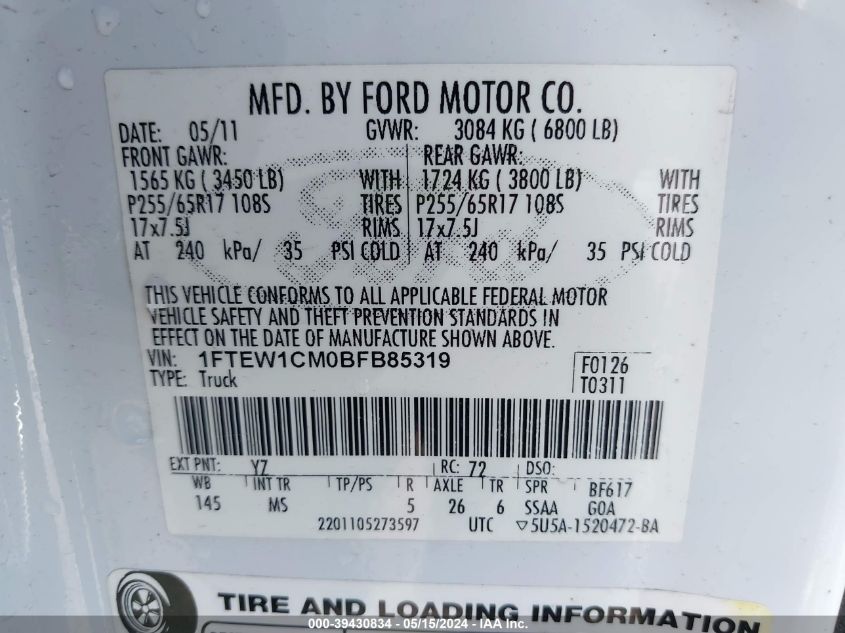 MFD. BY FORD MOTOR CO.
DATE: 05/11 GVWR: 3084 KG ( 6800 LB)
FRONT GAWR: REAR GAWR:
1565 KG ( 3450 LB) WITH 1724 KG ( 3800 LB) WITH
P255/65R17 108S TIRES P255/65R17 108S TIRES
17x7.5J RIMS 17x7.5J RIMS
AT 240 kPa/ 35 PSI COLD AT 240 kPa/ 35 PSI COLD
THIS VEHICLE CONFORMS TO ALL APPLICABLE FEDERAL MOTOR
VEHICLE SAFETY AND THEFT PREVENTION STANDARDS IN
EFFECT ON THE DATE OF MANUFACTURE SHOWN ABOVE.
VIN: 1FTEW1CM0BFB85319 F0126
TYPE: Truck T0311
EXT PNT: YZ RC: 72 DSO:
WB INT TR TP/PS R AXLE TR SPR BF617
145 MS 5 26 6 SSAA GOA
2201105273597 UTC ▽5U5A-1520472-BA
TIRE AND LOADING INFORMATION
000-39430834 - 05/15/2024 - IAA Inc.